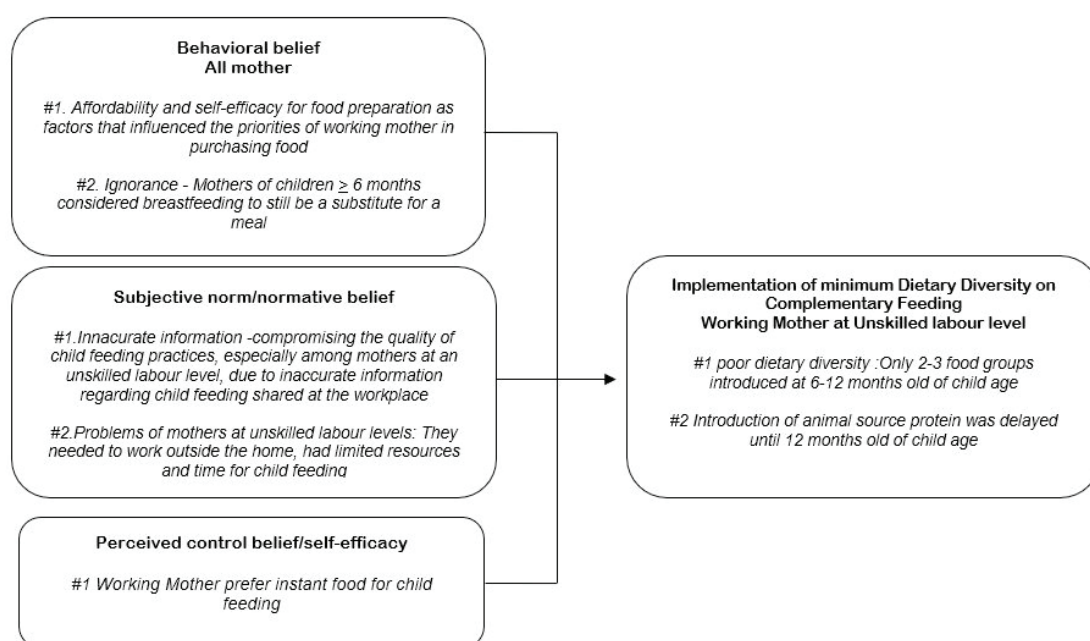 Behavioral belief
All mother
#1. Affordability and self-efficacy for food preparation as
factors that influenced the priorities of working mother in
purchasing food
#2. Ignorance - Mothers of children ≥ 6 months
considered breastfeeding to still be a substitute for a
meal
Subjective norm/normative belief
#1.Innacurate information -compromising the quality of
child feeding practices, especially among mothers at an
unskilled labour level, due to inaccurate information
regarding child feeding shared at the workplace
#2.Problems of mothers at unskilled labour levels: They
needed to work outside the home, had limited resources
and time for child feeding
Perceived control belief/self-efficacy
#1 Working Mother prefer instant food for child
feeding
Implementation of minimum Dietary Diversity on
Complementary Feeding
Working Mother at Unskilled labour level
#1 poor dietary diversity :Only 2-3 food groups
introduced at 6-12 months old of child age
#2 Introduction of animal source protein was delayed
until 12 months old of child age